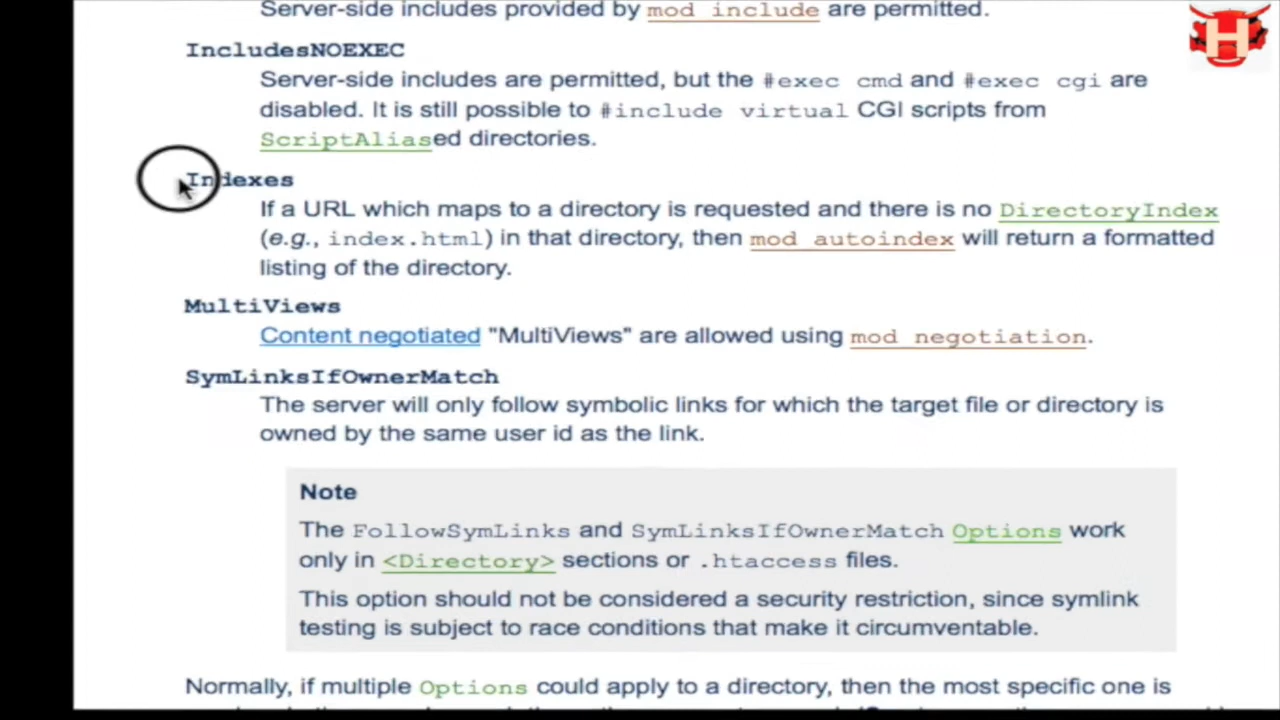 Server-side includes provided by mod_include are permitted.
IncludesNOEXEC
Server-side includes are permitted, but the #exec cmd and #exec cgi are
disabled. It is still possible to #include virtual CGI scripts from
ScriptAliased directories.
Indexes
If a URL which maps to a directory is requested and there is no DirectoryIndex
(e.g., index.html) in that directory, then mod_autoindex will return a formatted
listing of the directory.
MultiViews
Content negotiated "MultiViews" are allowed using mod_negotiation.
SymLinksIfOwnerMatch
The server will only follow symbolic links for which the target file or directory is
owned by the same user id as the link.
Note
The FollowSymLinks and SymLinksIfOwnerMatch Options work
only in <Directory> sections or .htaccess files.
This option should not be considered a security restriction, since symlink
testing is subject to race conditions that make it circumventable.
Normally, if multiple Options could apply to a directory, then the most specific one is
H